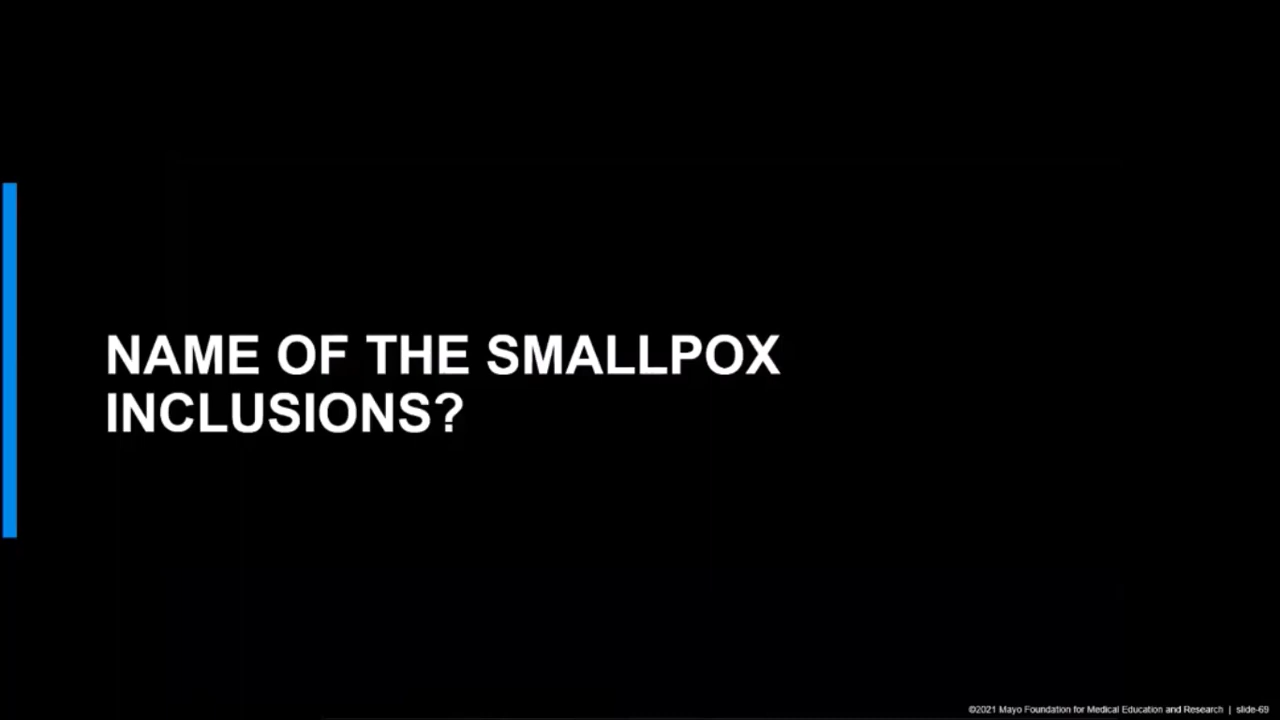 NAME OF THE SMALLPOX
INCLUSIONS?
©2021 Mayo Foundation for Medical Education and Research | slide-69